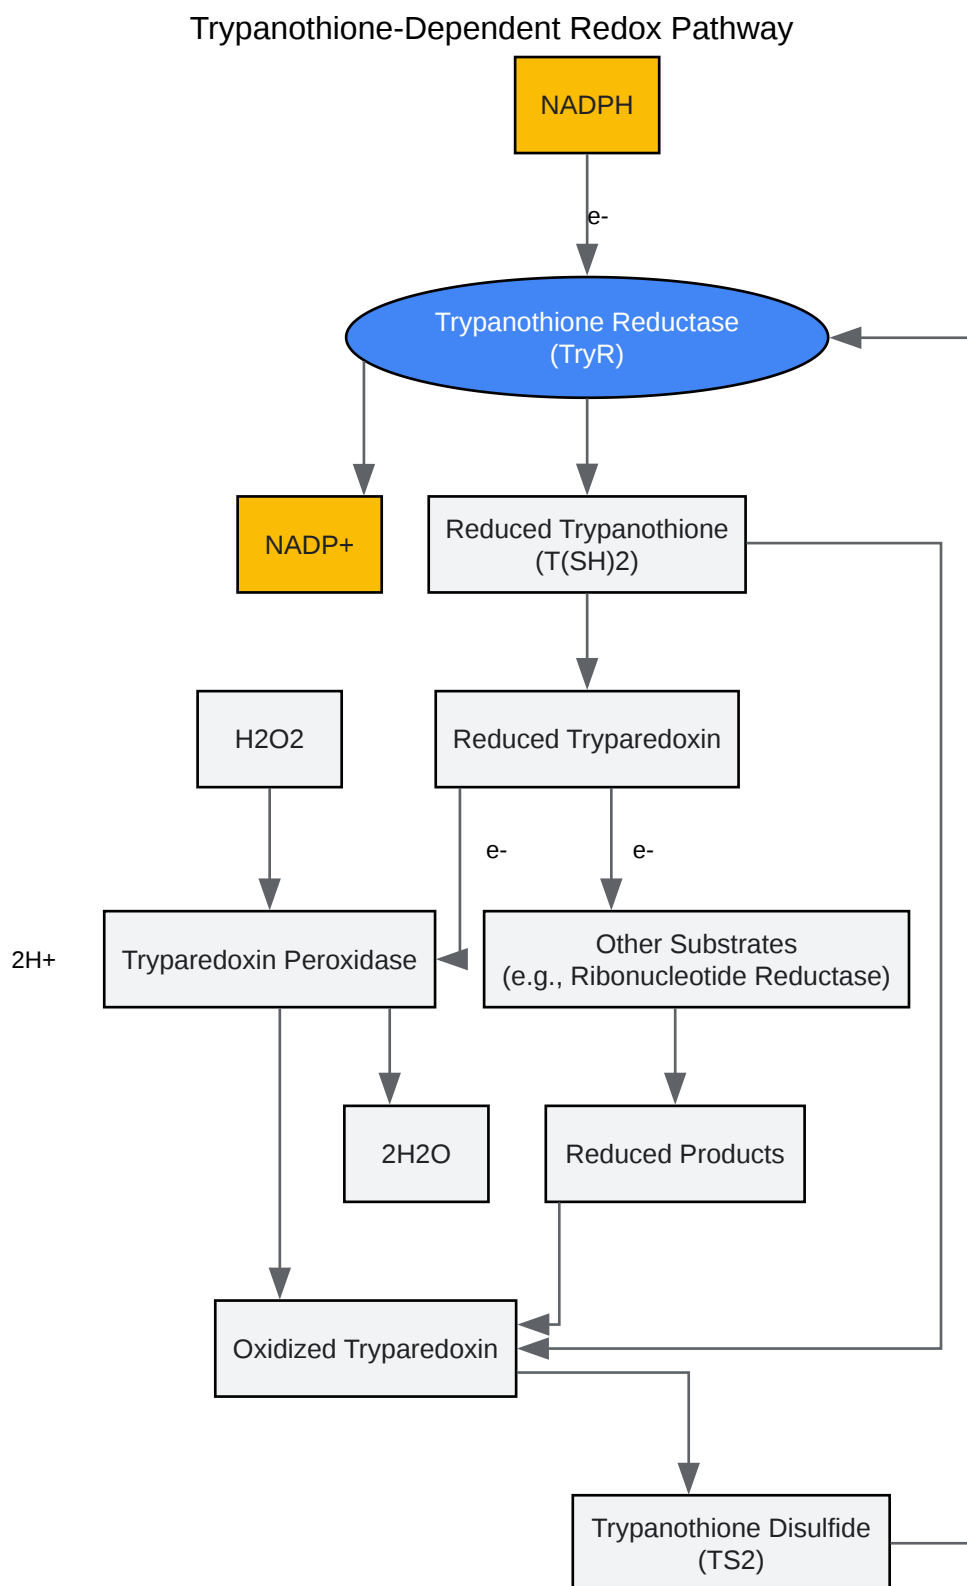 Trypanothione-Dependent Redox Pathway
NADPH
e-
Trypanothione Reductase
(TryR)
NADP+
Reduced Trypanothione
(T(SH)2)
H2O2
Reduced Tryparedoxin
e-
e-
2H+
Tryparedoxin Peroxidase
Other Substrates
(e.g., Ribonucleotide Reductase)
2H2O
Reduced Products
Oxidized Tryparedoxin
Trypanothione Disulfide
(TS2)